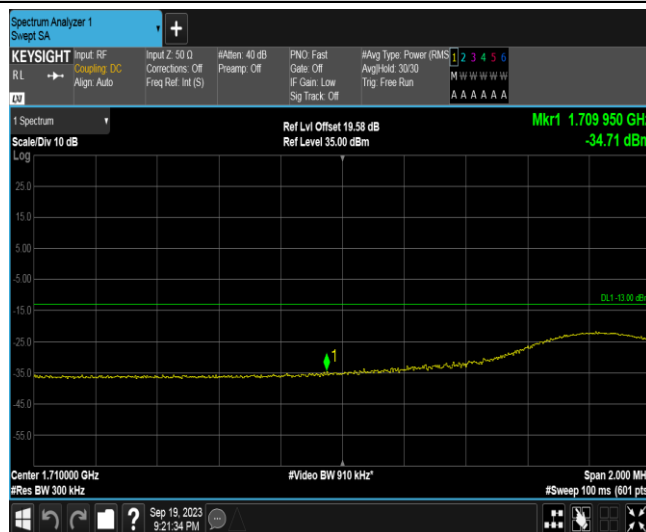 Spectrum Analyzer 1
Swept SA
KEYSIGHT Input: RF Input Z: 50 Ω #Atten: 40 dB PNO: Fast #Avg Type: Power (RMS 1 2 3 4 5 6
RL Coupling: DC Corrections: Off Preamp: Off Gate: Off Avg|Hold: 30/30 M W W W W W
Align: Auto Freq Ref: Int (S) IF Gain: Low Trig: Free Run
Sig Track: Off A A A A A A
LXI
1 Spectrum Ref Lvl Offset 19.58 dB Mkr1 1.709 950 GHz
Scale/Div 10 dB Ref Level 35.00 dBm -34.71 dBm
Log
25.0
15.0
5.00
-5.00
DL1 -13.00 dBm
-15.0
-25.0
1
-35.0
-45.0
-55.0
Center 1.710000 GHz #Video BW 910 kHz* Span 2.000 MH
#Res BW 300 kHz #Sweep 100 ms (601 pts
? Sep 19, 2023
9:21:34 PM